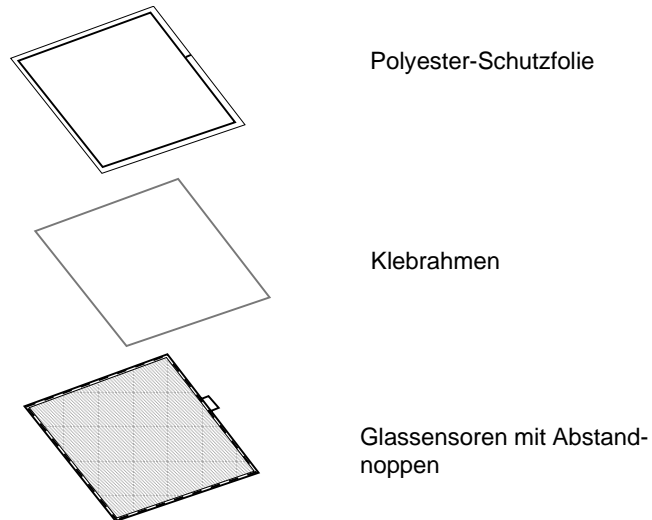 Polyester-Schutzfolie
Klebrahmen
Glassensoren mit Abstand-
noppen